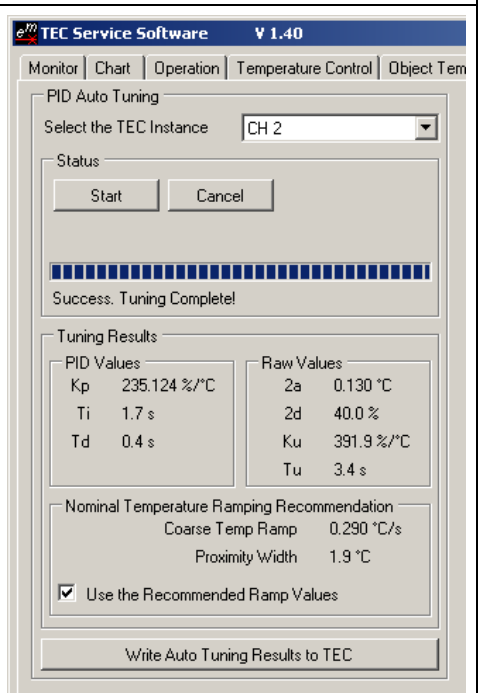 em TEC Service Software V 1.40
Monitor Chart Operation Temperature Control Object Tem
PID Auto Tuning
Select the TEC Instance CH 2
Status
Start Cancel
Success. Tuning Complete!
Tuning Results
PID Values
Kp 235.124 %/°C
Ti 1.7 s
Td 0.4 s
Raw Values
2a 0.130 °C
2d 40.0 %
Ku 391.9 %/°C
Tu 3.4 s
Nominal Temperature Ramping Recommendation
Coarse Temp Ramp 0.290 °C/s
Proximity Width 1.9 °C
Use the Recommended Ramp Values
Write Auto Tuning Results to TEC